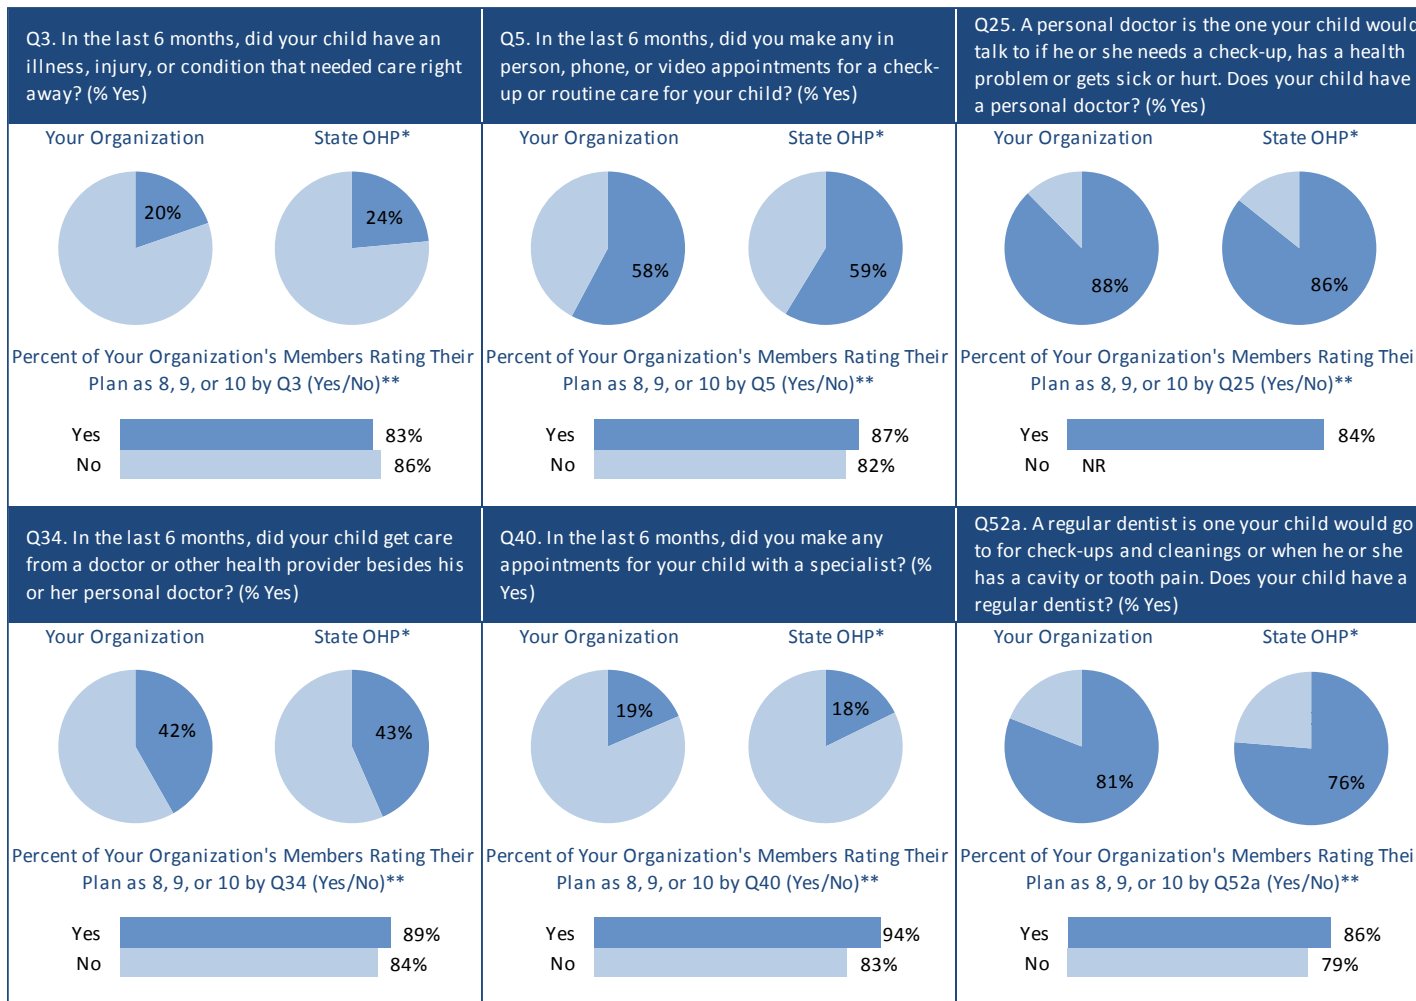 Q3. In the last 6 months, did your child have an
illness, injury, or condition that needed care right
away? (% Yes)
Your Organization
State OHP*
20%
24%
Percent of Your Organization's Members Rating Their
Plan as 8, 9, or 10 by Q3 (Yes/No)**
Yes
83%
No
86%
Q5. In the last 6 months, did you make any in
person, phone, or video appointments for a check-
up or routine care for your child? (% Yes)
Your Organization
State OHP*
58%
59%
Percent of Your Organization's Members Rating Their
Plan as 8, 9, or 10 by Q5 (Yes/No)**
Yes
87%
No
82%
Q25. A personal doctor is the one your child would
talk to if he or she needs a check-up, has a health
problem or gets sick or hurt. Does your child have
a personal doctor? (% Yes)
Your Organization
State OHP*
88%
86%
Percent of Your Organization's Members Rating Thei
Plan as 8, 9, or 10 by Q25 (Yes/No)**
Yes
84%
No
NR
Q34. In the last 6 months, did your child get care
from a doctor or other health provider besides his
or her personal doctor? (% Yes)
Your Organization
State OHP*
42%
43%
Percent of Your Organization's Members Rating Their
Plan as 8, 9, or 10 by Q34 (Yes/No)**
Yes
89%
No
84%
Q40. In the last 6 months, did you make any
appointments for your child with a specialist? (%
Yes)
Your Organization
State OHP*
19%
18%
Percent of Your Organization's Members Rating Their
Plan as 8, 9, or 10 by Q40 (Yes/No)**
Yes
94%
No
83%
Q52a. A regular dentist is one your child would go
to for check-ups and cleanings or when he or she
has a cavity or tooth pain. Does your child have a
regular dentist? (% Yes)
Your Organization
State OHP*
81%
76%
Percent of Your Organization's Members Rating Thei
Plan as 8, 9, or 10 by Q52a (Yes/No)**
Yes
86%
No
79%